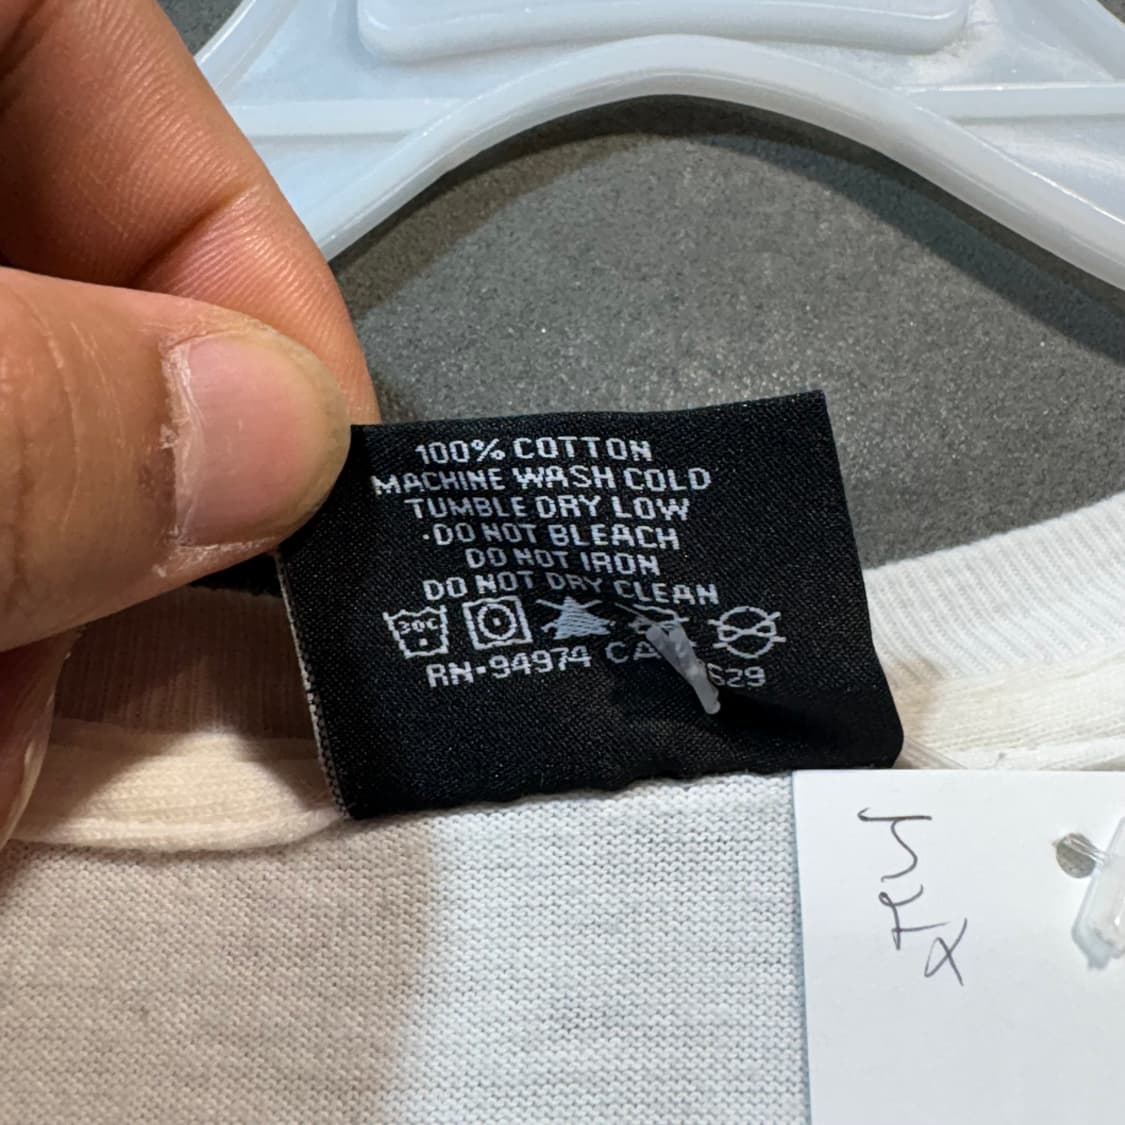 100% COTTON
MACHINE WASH COLD
TUMBLE DRY LOW
·DO NOT BLEACH
DO NOT IRON
DO NOT DRY CLEAN
30C
RN·94974